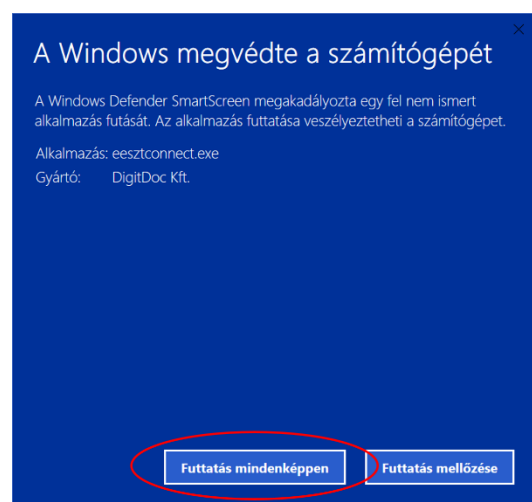 A Windows megvédte a számítógépét
A Windows Defender SmartScreen megakadályozta egy fel nem ismert
alkalmazás futását. Az alkalmazás futtatása veszélyeztetheti a számítógépet.
Alkalmazás: eesztconnect.exe
Gyártó: DigitDoc Kft.
Futtatás mindenképpen Futtatás mellőzése